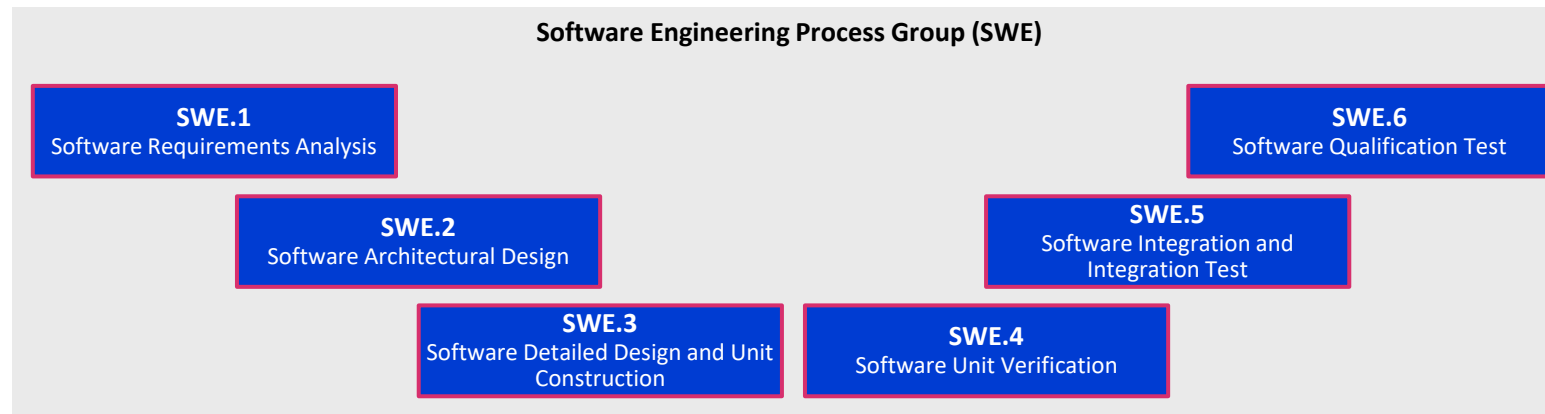 Software Engineering Process Group (SWE)
SWE.1
Software Requirements Analysis
SWE.6
Software Qualification Test
SWE.2
Software Architectural Design
SWE.5
Software Integration and
Integration Test
SWE.3
Software Detailed Design and Unit
Construction
SWE.4
Software Unit Verification